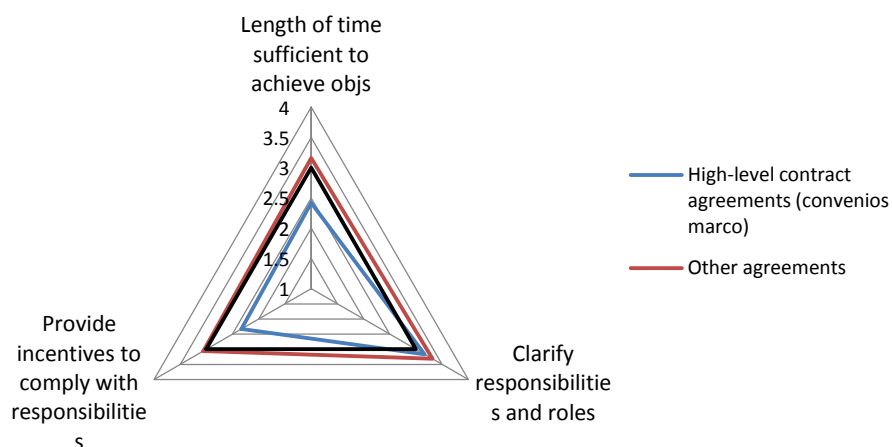 Length of time
sufficient to
achieve objs
4
3.5
3
2.5
2
1.5
1
High-level contract
agreements (convenios
marco)
Other agreements
Provide
incentives to
comply with
responsibilitie
s
Clarify
responsibilitie
s and roles